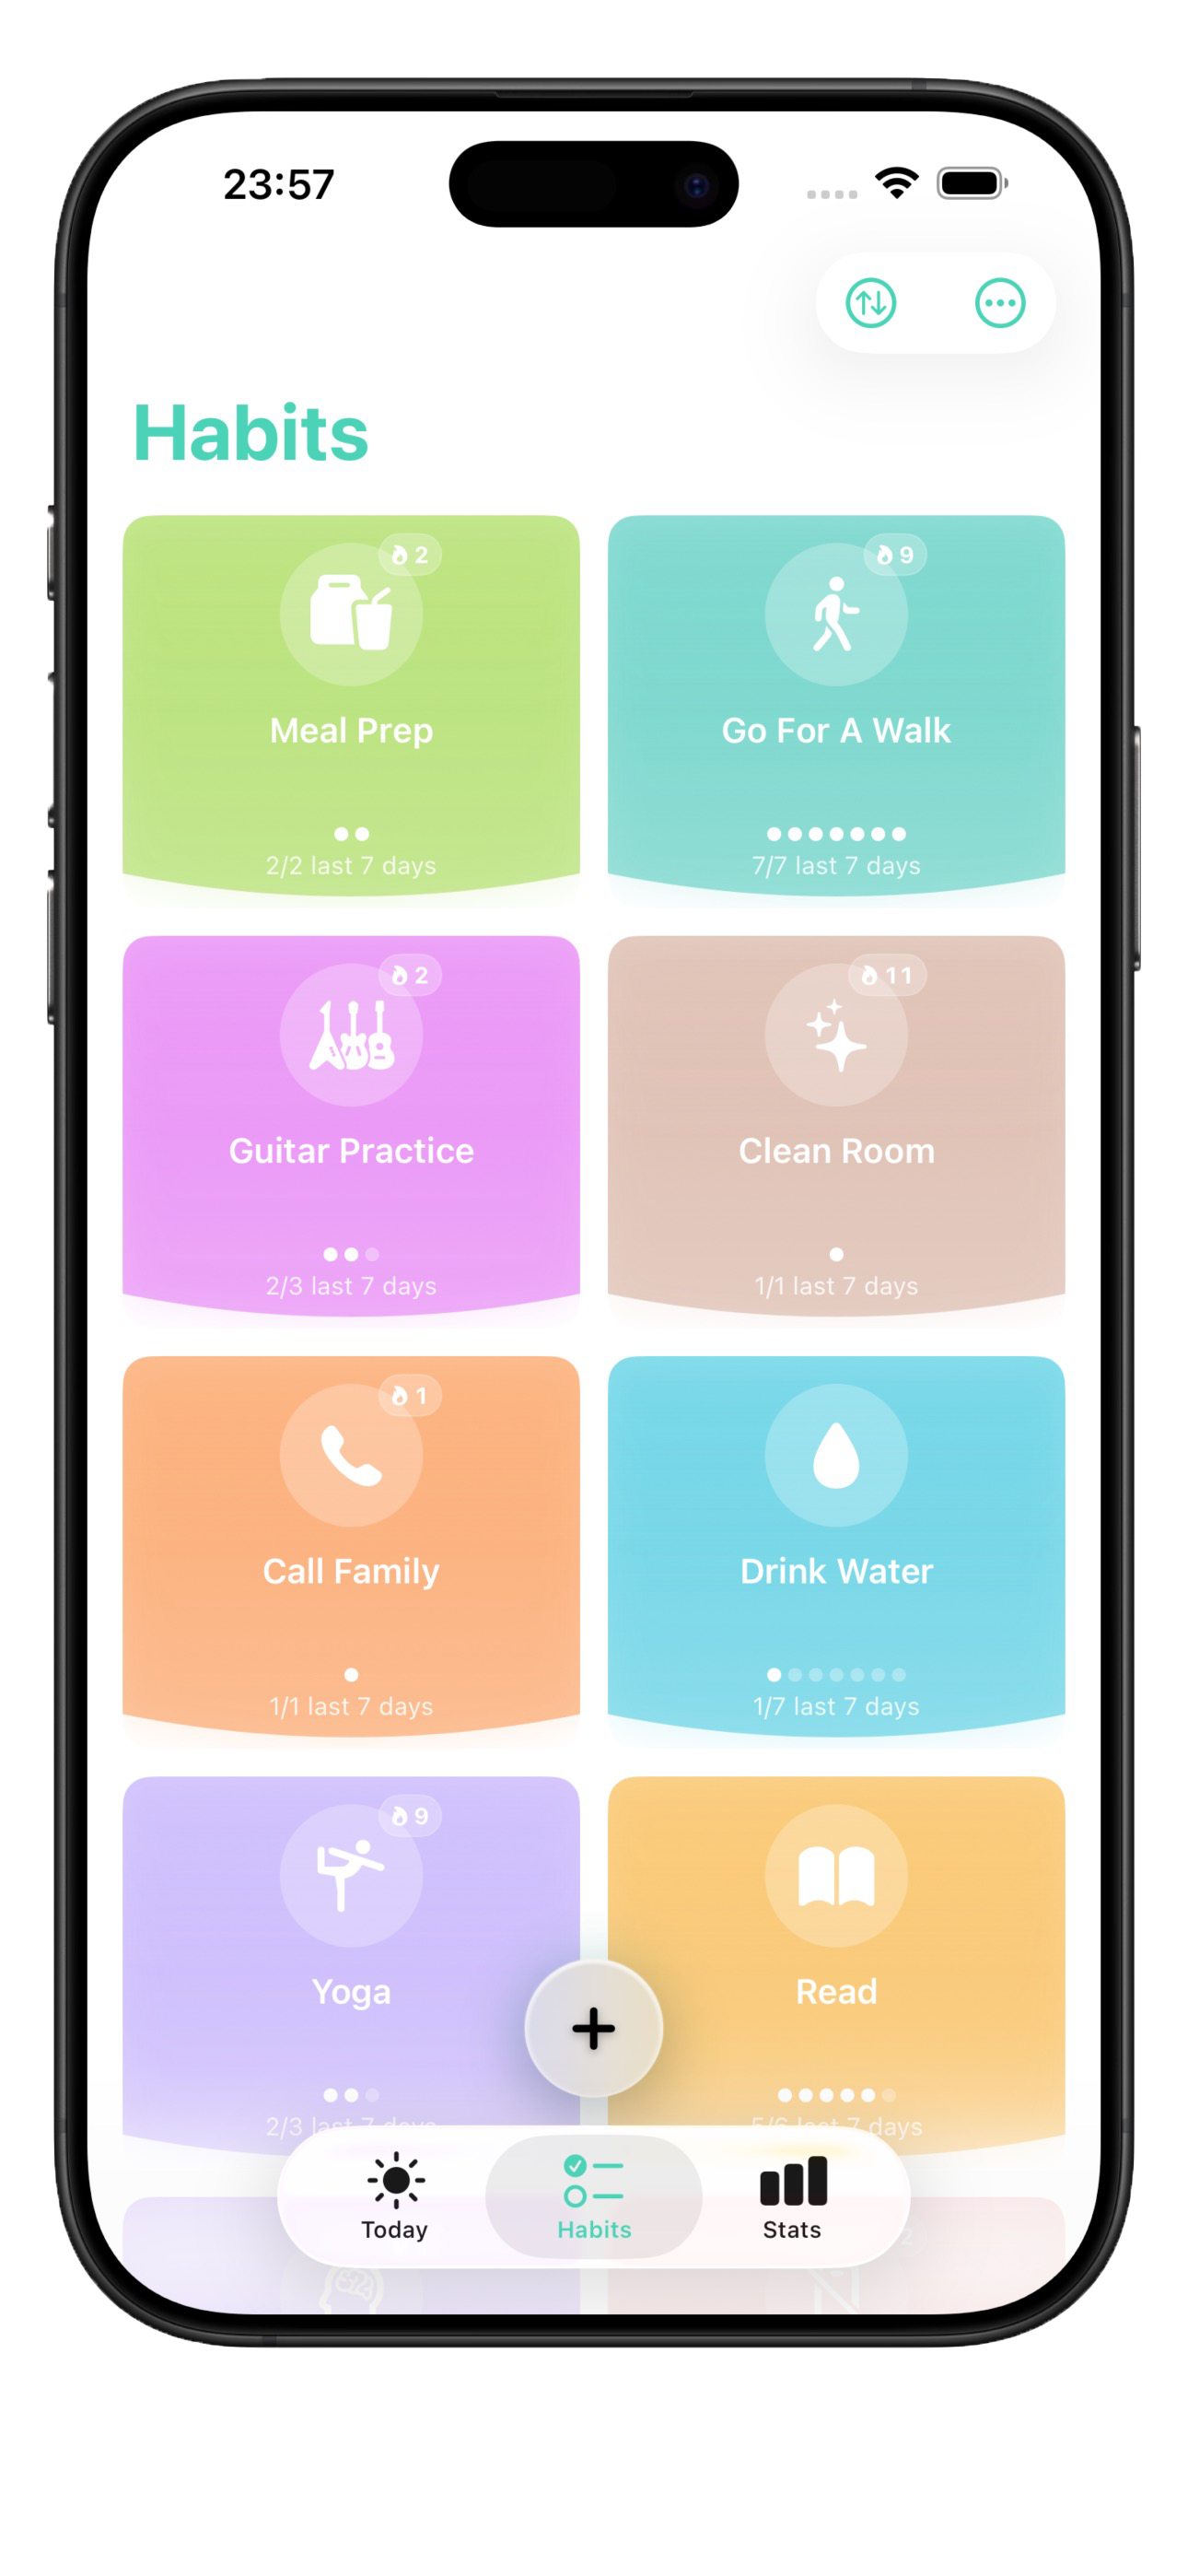 23:57
Habits
2
9
Meal Prep
Go For A Walk
2/2 last 7 days
7/7 last 7 days
2
11
Guitar Practice
Clean Room
2/3 last 7 days
1/1 last 7 days
1
Call Family
Drink Water
1/1 last 7 days
1/7 last 7 days
9
Yoga
Read
2/3 last 7 days
5/6 last 7 days
Today
Habits
Stats
2